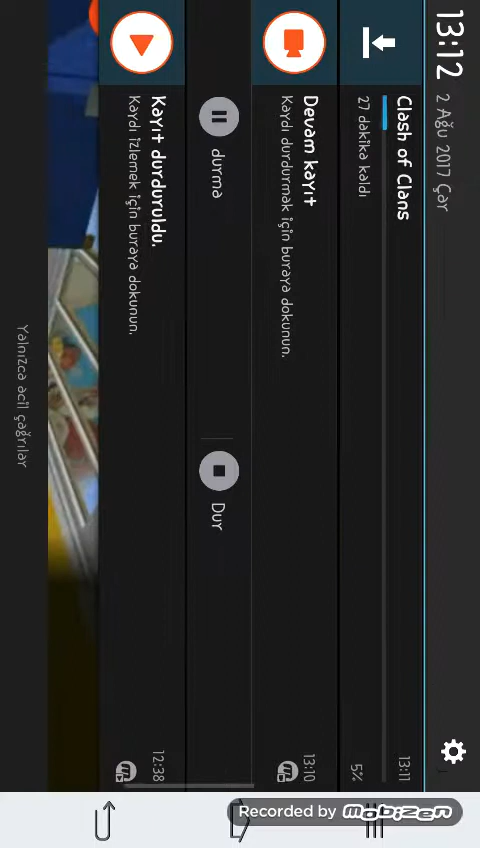 13:12
2 Ağu 2017 Çar
Clash of Clans
13:11
27 dakika kaldı
5%
Devam kayıt
13:10
Kaydı durdurmak için buraya dokunun.
durma
Dur
Kayıt durduruldu.
12:38
Kaydı izlemek için buraya dokunun.
Yalnızca acil çağrılar
Recorded by mobizen